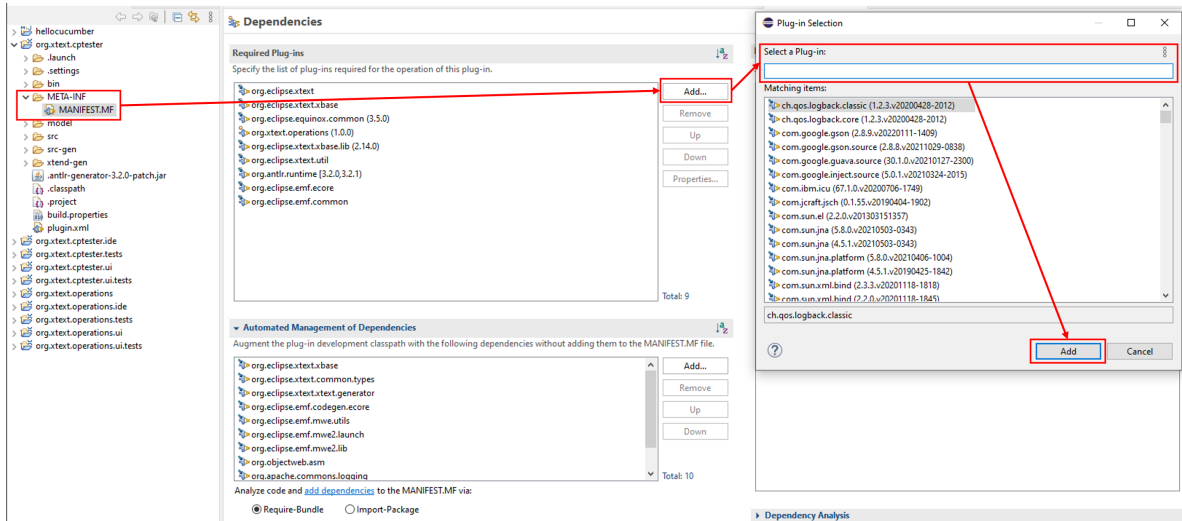 hellocucumber
org.xtext.cptester
.launch
.settings
bin
META-INF
MANIFEST.MF
model
src
src-gen
xtend-gen
.antlr-generator-3.2.0-patch.jar
.classpath
.project
build.properties
plugin.xml
org.xtext.cptester.ide
org.xtext.cptester.tests
org.xtext.cptester.ui
org.xtext.cptester.ui.tests
org.xtext.operations
org.xtext.operations.ide
org.xtext.operations.tests
org.xtext.operations.ui
org.xtext.operations.ui.tests
Dependencies
Required Plug-ins
Specify the list of plug-ins required for the operation of this plug-in.
org.eclipse.xtext
org.eclipse.xtext.xbase
org.eclipse.equinox.common (3.5.0)
org.xtext.operations (1.0.0)
org.eclipse.xtext.xbase.lib (2.14.0)
org.eclipse.xtext.util
org.antlr.runtime [3.2.0,3.2.1)
org.eclipse.emf.ecore
org.eclipse.emf.common
Add...
Remove
Up
Down
Properties...
Total: 9
Automated Management of Dependencies
Augment the plug-in development classpath with the following dependencies without adding them to the MANIFEST.MF file.
org.eclipse.xtext.xbase
org.eclipse.xtext.common.types
org.eclipse.xtext.xtext.generator
org.eclipse.emf.codegen.ecore
org.eclipse.emf.mwe.utils
org.eclipse.emf.mwe2.launch
org.eclipse.emf.mwe2.lib
org.objectweb.asm
org.apache.commons.logging
Add...
Remove
Up
Down
Total: 10
Analyze code and add dependencies to the MANIFEST.MF via:
Require-Bundle Import-Package
Plug-in Selection
Select a Plug-in:
Matching items:
ch.qos.logback.classic (1.2.3.v20200428-2012)
ch.qos.logback.core (1.2.3.v20200428-2012)
com.google.gson (2.8.9.v20220111-1409)
com.google.gson.source (2.8.8.v20211029-0838)
com.google.guava.source (30.1.0.v20210127-2300)
com.google.inject.source (5.0.1.v20210324-2015)
com.ibm.icu (67.1.0.v20200706-1749)
com.jcraft.jsch (0.1.55.v20190404-1902)
com.sun.el (2.2.0.v201303151357)
com.sun.jna (5.8.0.v20210503-0343)
com.sun.jna (4.5.1.v20210503-0343)
com.sun.jna.platform (5.8.0.v20210406-1004)
com.sun.jna.platform (4.5.1.v20190425-1842)
com.sun.xml.bind (2.3.3.v20201118-1818)
com.sun.xml.bind (2.2.0.v20201118-1845)
ch.qos.logback.classic
Add
Cancel
Dependency Analysis